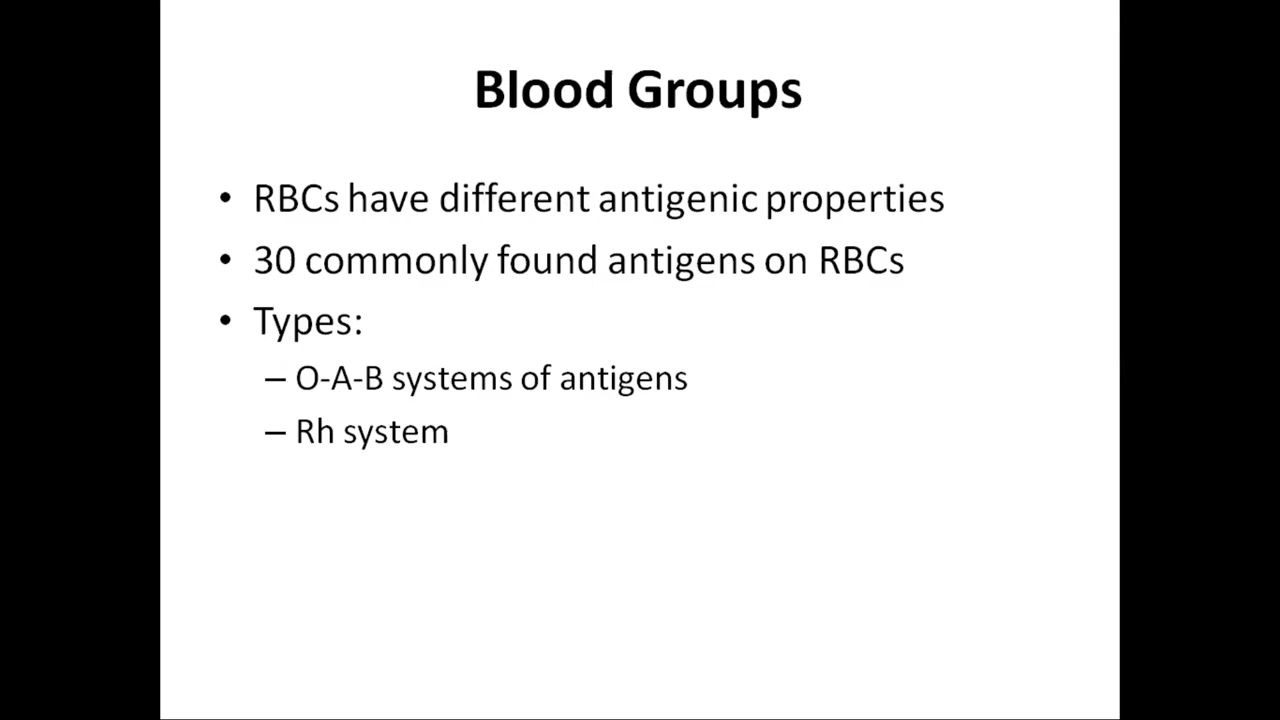 Blood Groups
• RBCs have different antigenic properties
• 30 commonly found antigens on RBCs
• Types:
– O-A-B systems of antigens
– Rh system